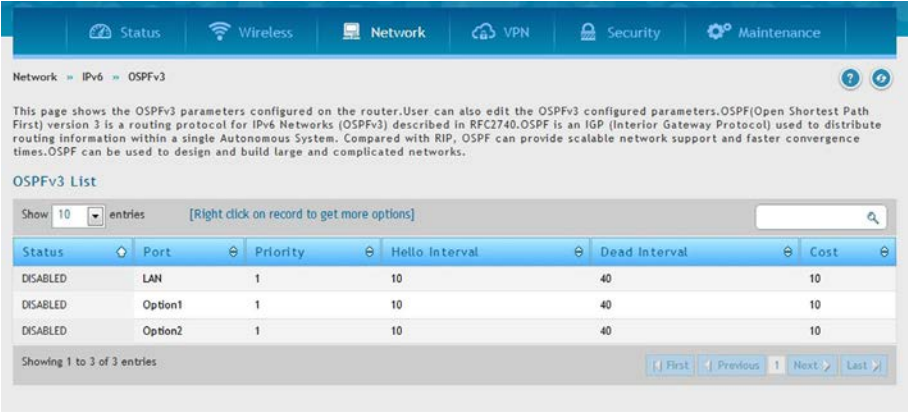 Status Wireless Network VPN Security Maintenance
Network » IPv6 » OSPFv3
This page shows the OSPFv3 parameters configured on the router.User can also edit the OSPFv3 configured parameters.OSPF(Open Shortest Path
First) version 3 is a routing protocol for IPv6 Networks (OSPFv3) described in RFC2740.OSPF is an IGP (Interior Gateway Protocol) used to distribute
routing information within a single Autonomous System. Compared with RIP, OSPF can provide scalable network support and faster convergence
times.OSPF can be used to design and build large and complicated networks.
OSPFv3 List
Show 10 entries [Right click on record to get more options]
Status Port Priority Hello Interval Dead Interval Cost
DISABLED LAN 1 10 40 10
DISABLED Option1 1 10 40 10
DISABLED Option2 1 10 40 10
Showing 1 to 3 of 3 entries First Previous 1 Next Last